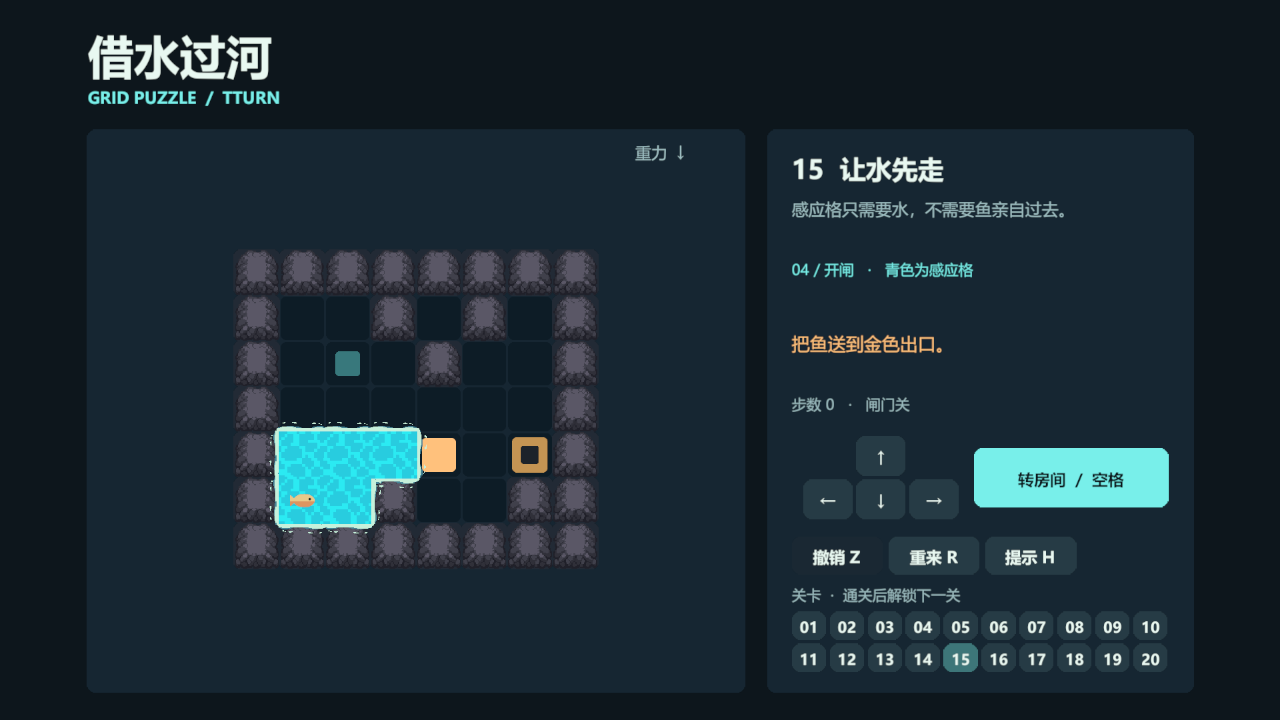 借水过河
GRID PUZZLE / TTURN
重力 ↓
15 让水先走
感应格只需要水，不需要鱼亲自过去。
04 / 开闸 · 青色为感应格
把鱼送到金色出口。
步数 0 · 闸门关
↑
← ↓ →
转房间 / 空格
撤销 Z 重来 R 提示 H
关卡 · 通关后解锁下一关
01 02 03 04 05 06 07 08 09 10
11 12 13 14 15 16 17 18 19 20